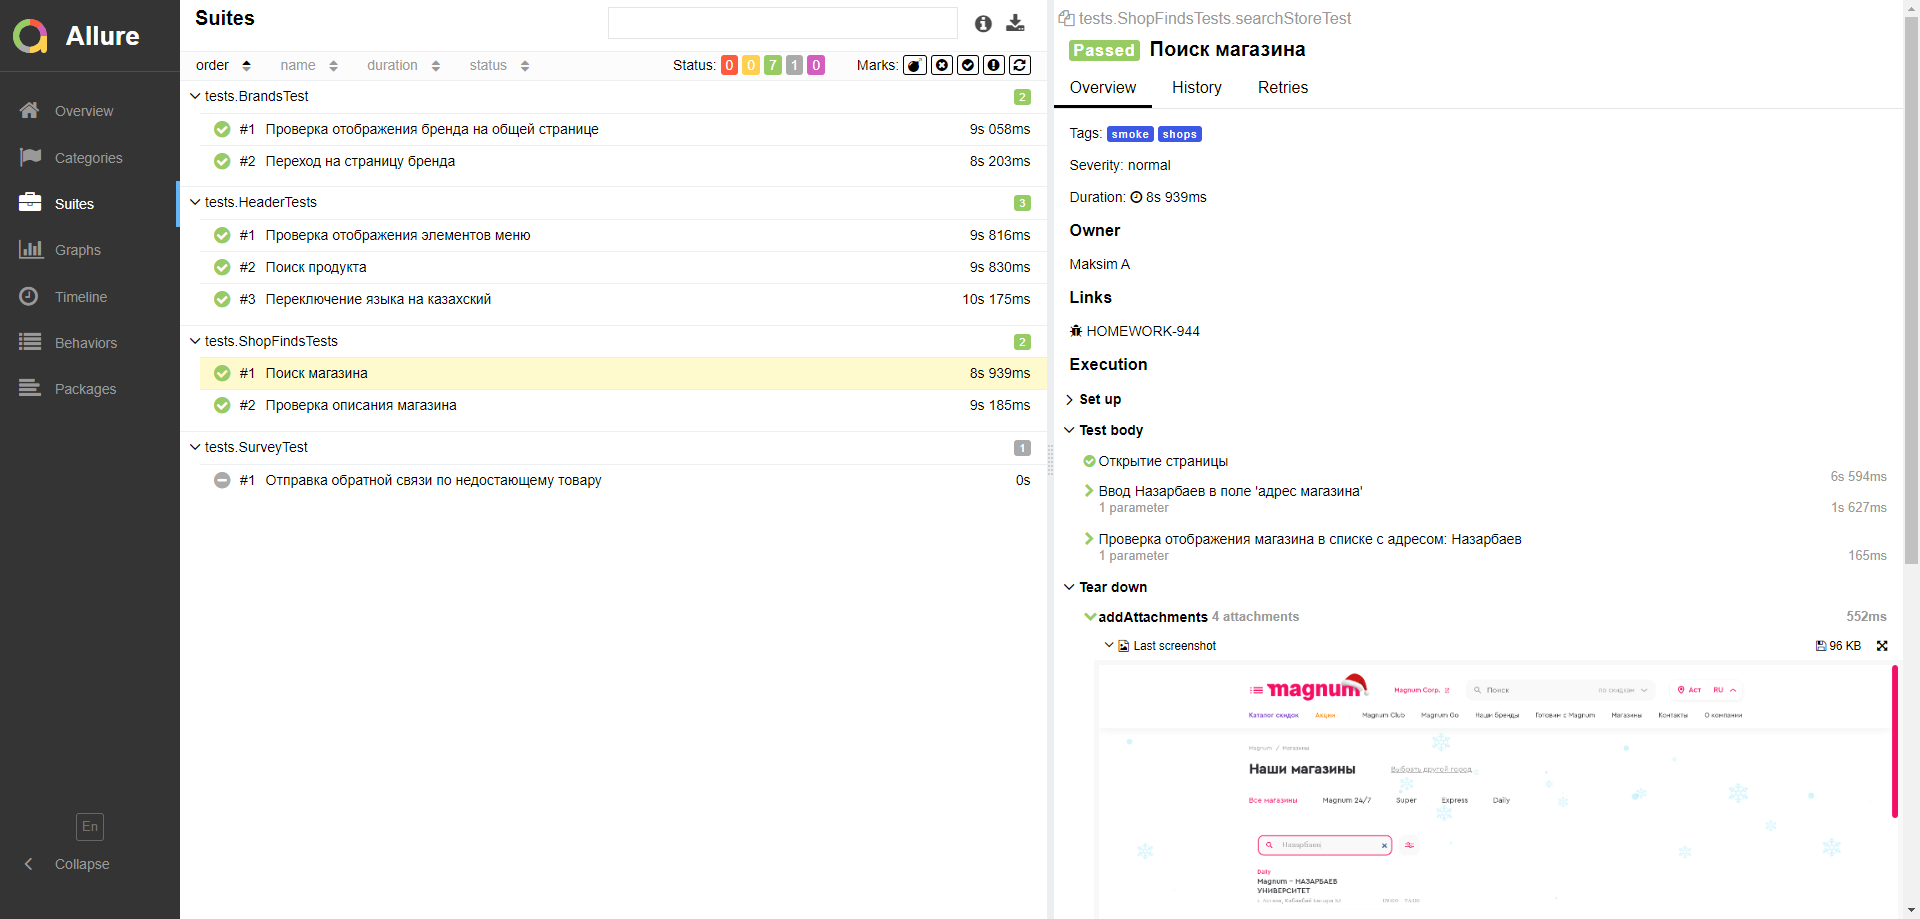 Allure
Overview
Categories
Suites
Graphs
Timeline
Behaviors
Packages
En
Collapse
Suites
order name duration status
Status: 0 0 7 1 0 Marks:
tests.BrandsTest 2
#1 Проверка отображения бренда на общей странице 9s 058ms
#2 Переход на страницу бренда 8s 203ms
tests.HeaderTests 3
#1 Проверка отображения элементов меню 9s 816ms
#2 Поиск продукта 9s 830ms
#3 Переключение языка на казахский 10s 175ms
tests.ShopFindsTests 2
#1 Поиск магазина 8s 939ms
#2 Проверка описания магазина 9s 185ms
tests.SurveyTest 1
#1 Отправка обратной связи по недостающему товару 0s
tests.ShopFindsTests.searchStoreTest
Passed Поиск магазина
Overview History Retries
Tags: smoke shops
Severity: normal
Duration: 8s 939ms
Owner
Maksim A
Links
HOMEWORK-944
Execution
Set up
Test body
Открытие страницы
6s 594ms
Ввод Назарбаев в поле 'адрес магазина'
1 parameter 1s 627ms
Проверка отображения магазина в списке с адресом: Назарбаев
1 parameter 165ms
Tear down
addAttachments 4 attachments 552ms
Last screenshot 96 KB
magnum Magnum Corp. Поиск по скидкам Аст RU
Каталог скидок Акции Magnum Club Magnum Go Наши бренды Готовим с Magnum Магазины Контакты О компании
Magnum / Магазины
Наши магазины Выбрать другой город
Все магазины Magnum 24/7 Super Express Daily
Назарбаев
Daily
Magnum – НАЗАРБАЕВ
УНИВЕРСИТЕТ